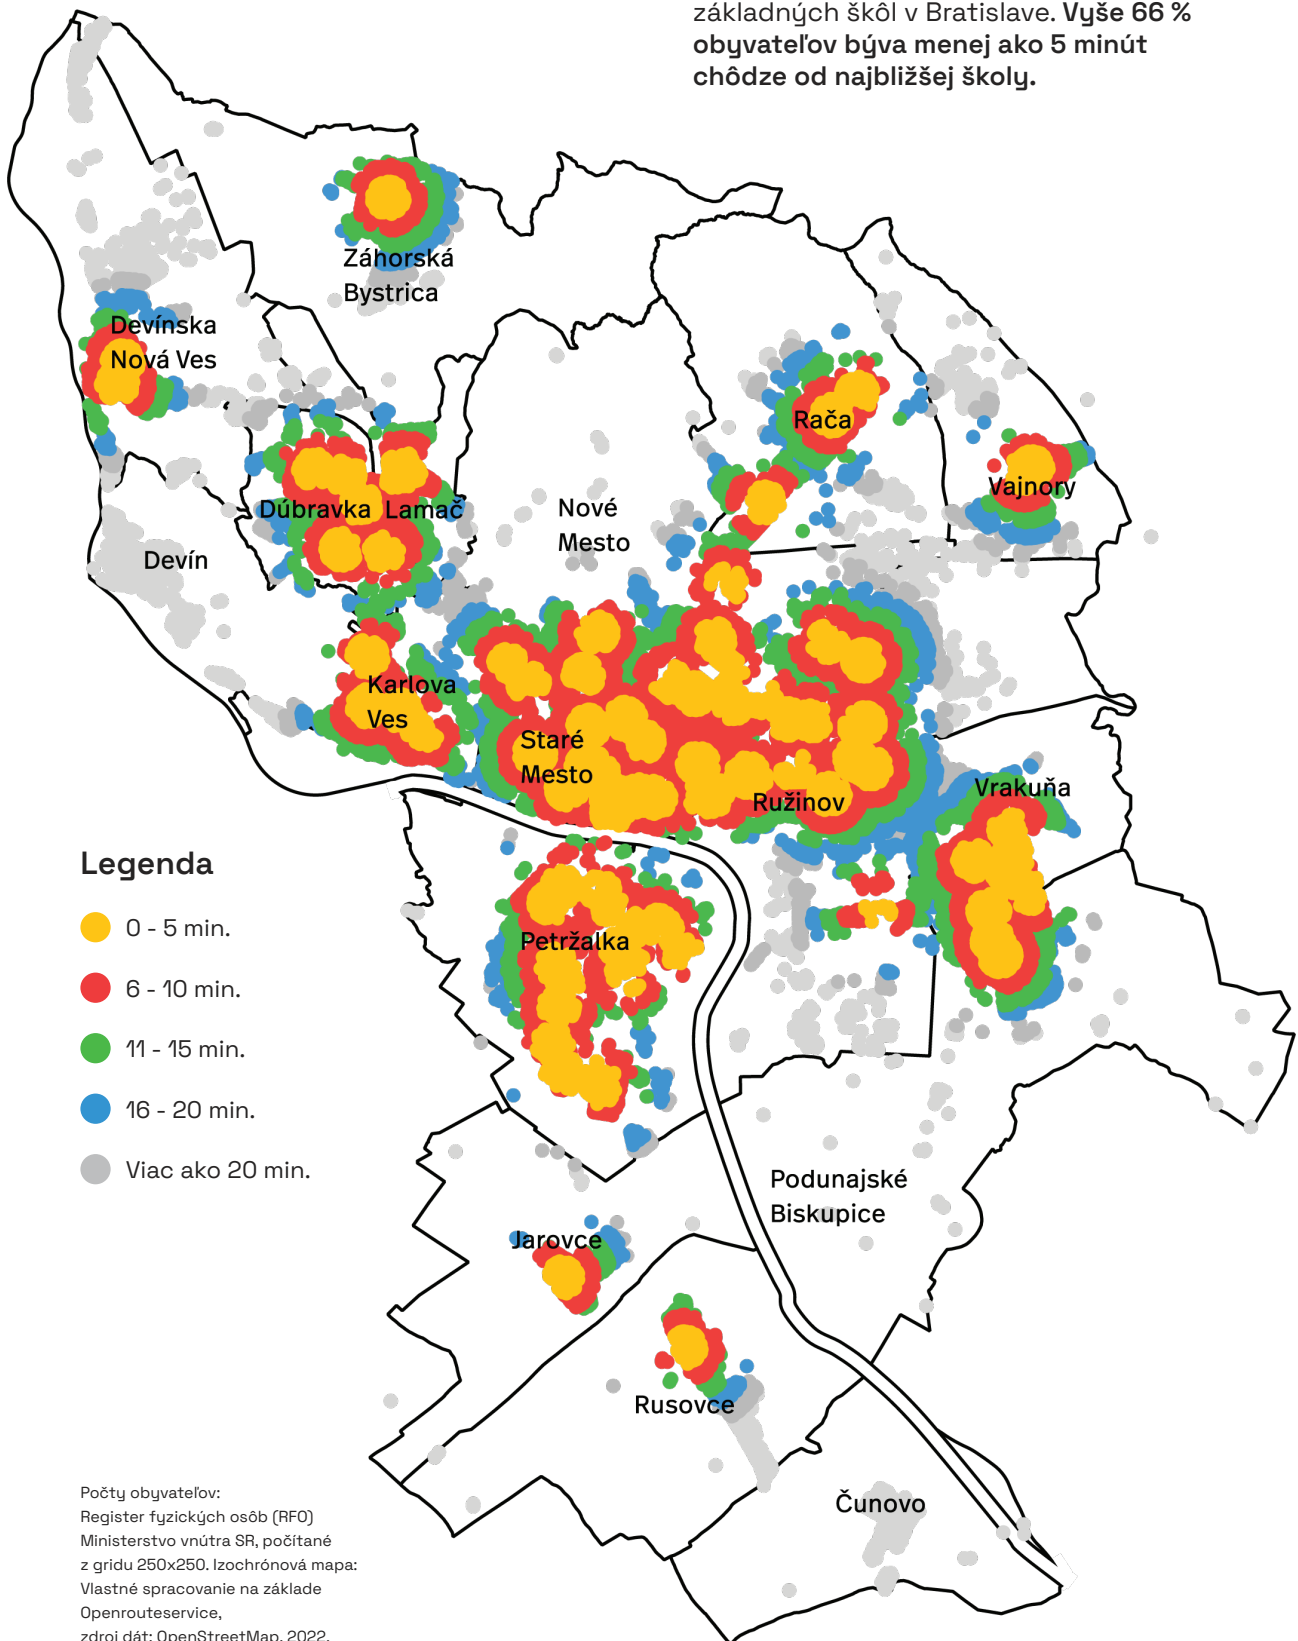 základných škôl v Bratislave. Vyše 66 %
obyvateľov býva menej ako 5 minút
chôdze od najbližšej školy.
Záhorská
Bystrica
Devínska
Nová Ves
Rača
Vajnory
Dúbravka
Lamač
Nové
Mesto
Devín
Karlova
Ves
Staré
Mesto
Ružinov
Vrakuňa
Petržalka
Legenda
0 - 5 min.
6 - 10 min.
11 - 15 min.
16 - 20 min.
Viac ako 20 min.
Podunajské
Biskupice
Jarovce
Rusovce
Čunovo
Počty obyvateľov:
Register fyzických osôb (RFO)
Ministerstvo vnútra SR, počítané
z gridu 250x250. Izochrónová mapa:
Vlastné spracovanie na základe
Openrouteservice,
zdroj dát: OpenStreetMap, 2022.